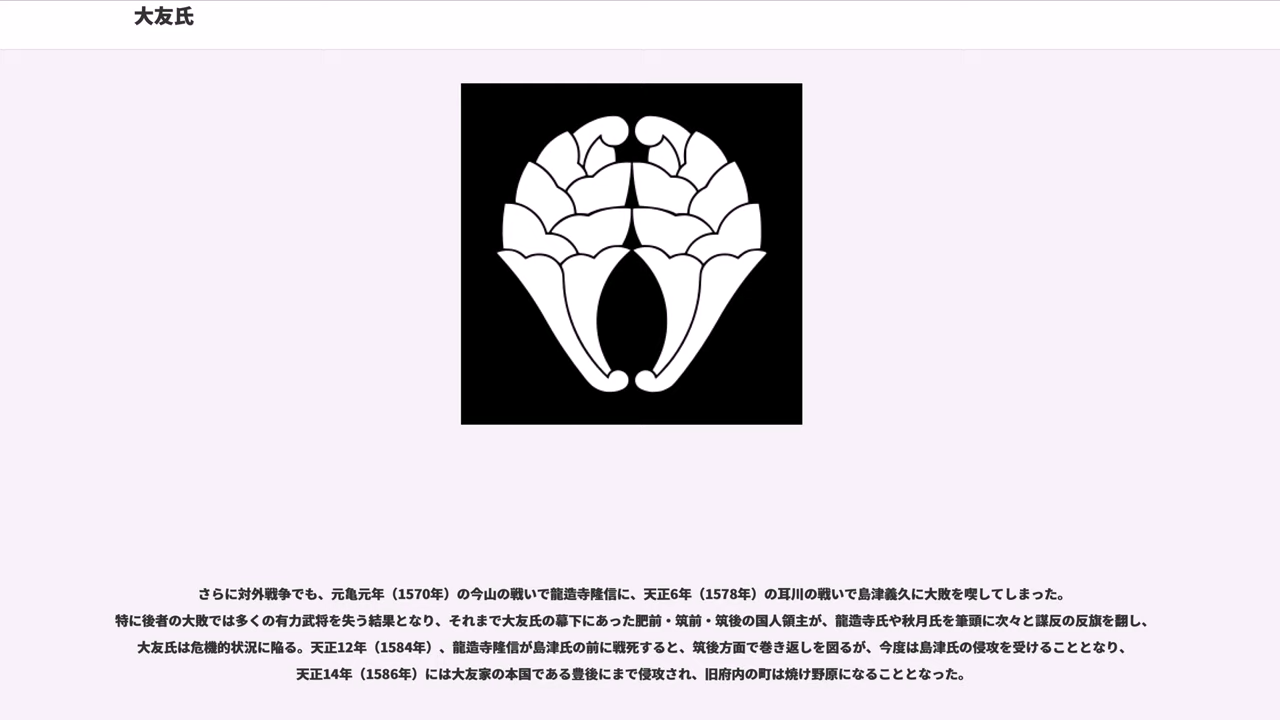 大友氏
さらに対外戦争でも、元亀元年（1570年）の今山の戦いで龍造寺隆信に、天正6年（1578年）の耳川の戦いで島津義久に大敗を喫してしまった。
特に後者の大敗では多くの有力武将を失う結果となり、それまで大友氏の幕下にあった肥前・筑前・筑後の国人領主が、龍造寺氏や秋月氏を筆頭に次々と謀反の反旗を翻し、
大友氏は危機的状況に陥る。天正12年（1584年）、龍造寺隆信が島津氏の前に戦死すると、筑後方面で巻き返しを図るが、今度は島津氏の侵攻を受けることとなり、
天正14年（1586年）には大友家の本国である豊後にまで侵攻され、旧府内の町は焼け野原になることとなった。